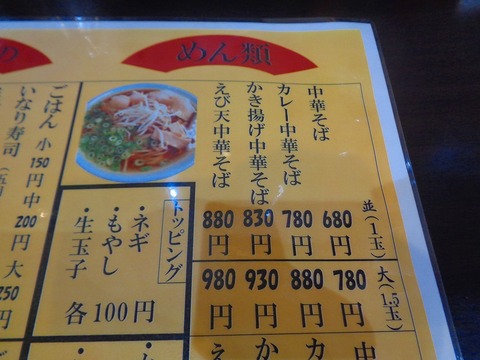 めん類
中華そば
カレー中華そば
かき揚げ中華そば
えび天中華そば
並(1玉)
680円
780円
830円
880円
大(1.5玉)
780円
880円
930円
980円
トッピング
・ネギ
・もやし
・生玉子
各100円
ごはん 小150円 中200円 大250
いなり寿司